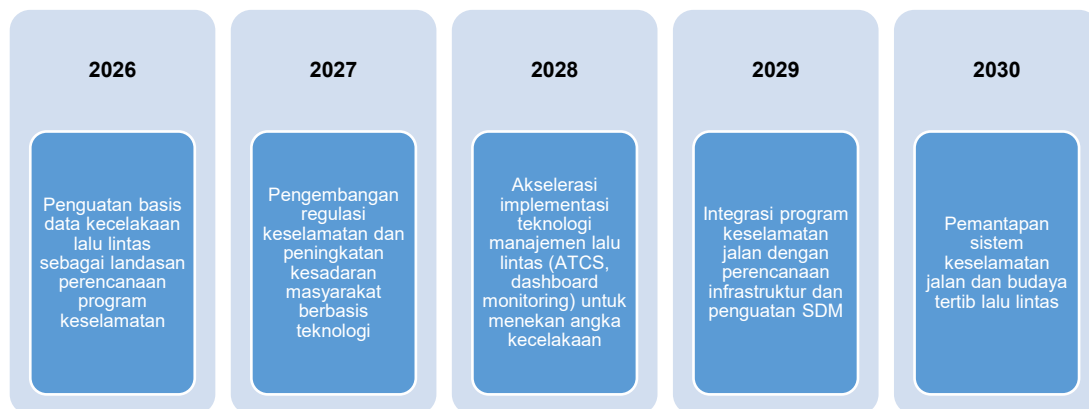 2026
Penguatan basis
data kecelakaan
lalu lintas
sebagai landasan
perencanaan
program
keselamatan
2027
Pengembangan
regulasi
keselamatan dan
peningkatan
kesadaran
masyarakat
berbasis
teknologi
2028
Akselerasi
implementasi
teknologi
manajemen lalu
lintas (ATCS,
dashboard
monitoring) untuk
menekan angka
kecelakaan
2029
Integrasi program
keselamatan
jalan dengan
perencanaan
infrastruktur dan
penguatan SDM
2030
Pemantapan
sistem
keselamatan
jalan dan budaya
tertib lalu lintas